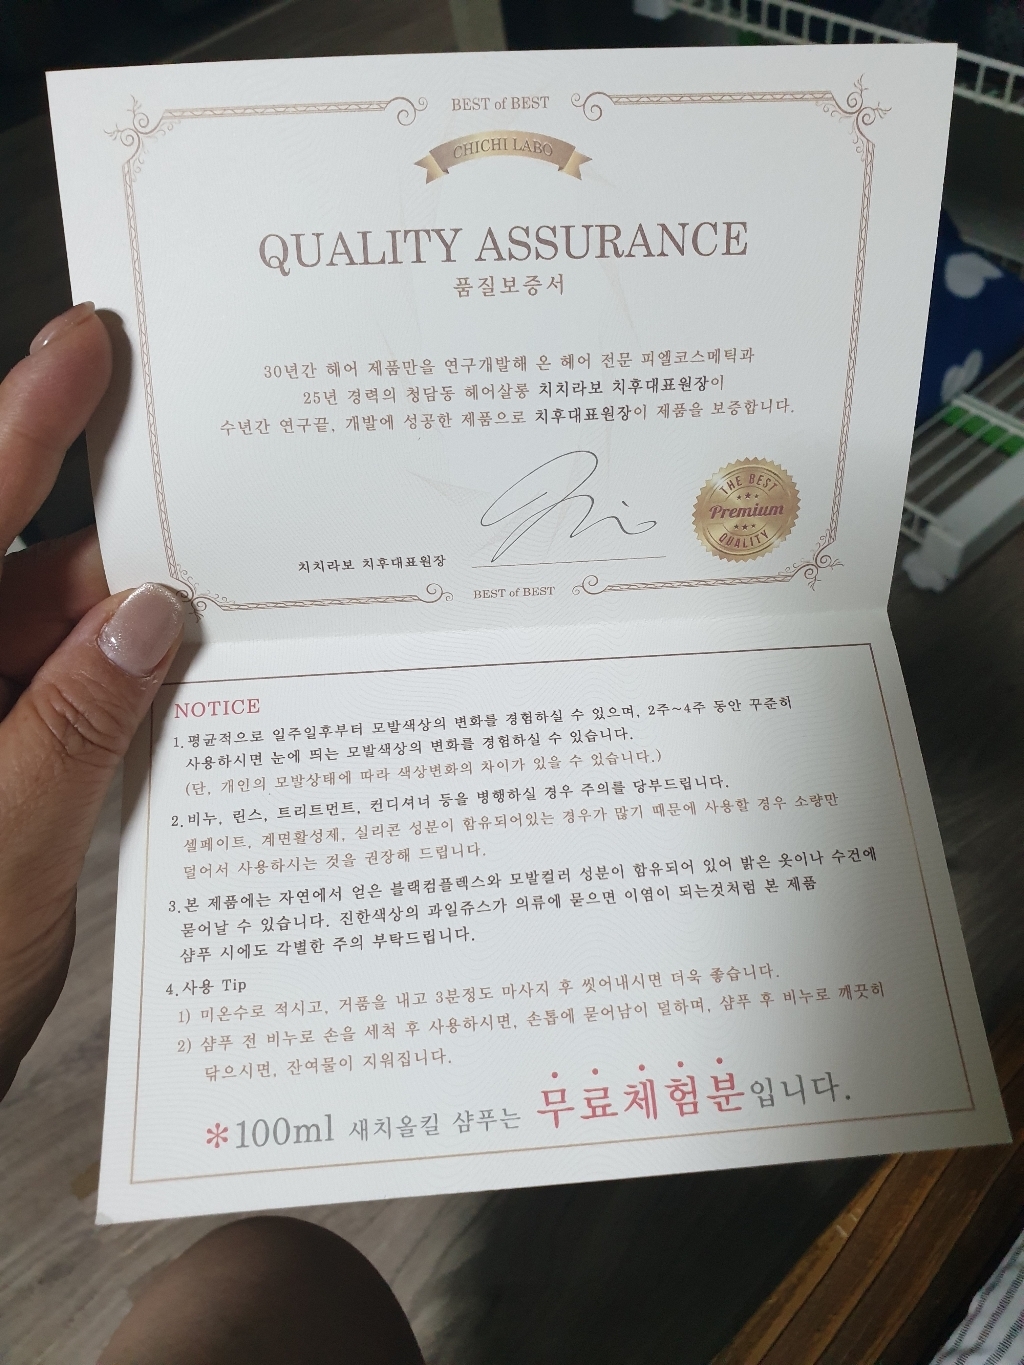 BEST of BEST
CHICHI LABO
QUALITY ASSURANCE
품질보증서
30년간 헤어 제품만을 연구개발해 온 헤어 전문 피엘코스메틱과
25년 경력의 청담동 헤어살롱 치치라보 치후대표원장이
수년간 연구끝, 개발에 성공한 제품으로 치후대표원장이 제품을 보증합니다.
THE BEST
Premium
QUALITY
치치라보 치후대표원장
BEST of BEST
NOTICE
1. 평균적으로 일주일후부터 모발색상의 변화를 경험하실 수 있으며, 2주~4주 동안 꾸준히
사용하시면 눈에 띄는 모발색상의 변화를 경험하실 수 있습니다.
(단, 개인의 모발상태에 따라 색상변화의 차이가 있을 수 있습니다.)
2. 비누, 린스, 트리트먼트, 컨디셔너 등을 병행하실 경우 주의를 당부드립니다.
셀페이트, 계면활성제, 실리콘 성분이 함유되어있는 경우가 많기 때문에 사용할 경우 소량만
덜어서 사용하시는 것을 권장해 드립니다.
3. 본 제품에는 자연에서 얻은 블랙컴플렉스와 모발컬러 성분이 함유되어 있어 밝은 옷이나 수건에
묻어날 수 있습니다. 진한색상의 과일쥬스가 의류에 묻으면 이염이 되는것처럼 본 제품
샴푸 시에도 각별한 주의 부탁드립니다.
4. 사용 Tip
1) 미온수로 적시고, 거품을 내고 3분정도 마사지 후 씻어내시면 더욱 좋습니다.
2) 샴푸 전 비누로 손을 세척 후 사용하시면, 손톱에 묻어남이 덜하며, 샴푸 후 비누로 깨끗히
닦으시면, 잔여물이 지워집니다.
*100ml 새치올킬 샴푸는 무료체험분입니다.